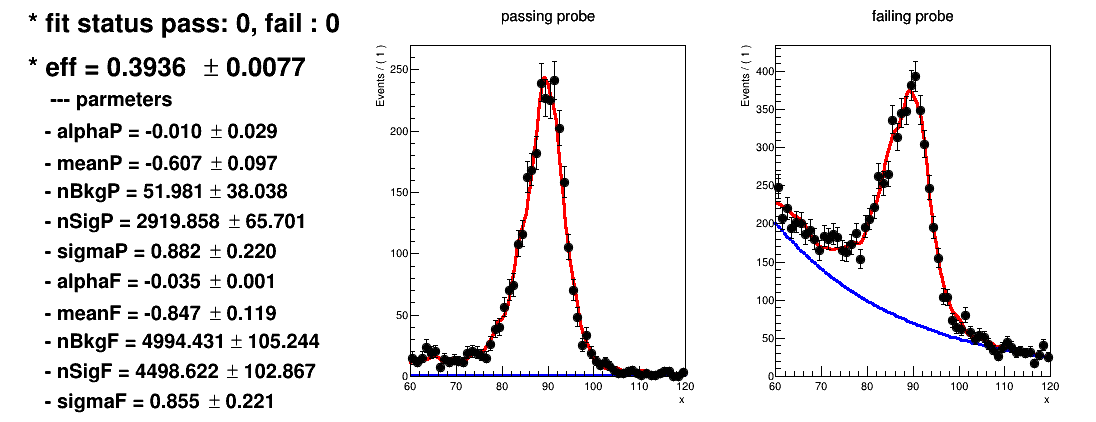 * fit status pass: 0, fail : 0
* eff = 0.3936 ± 0.0077
--- parmeters
- alphaP = -0.010 ± 0.029
- meanP = -0.607 ± 0.097
- nBkgP = 51.981 ± 38.038
- nSigP = 2919.858 ± 65.701
- sigmaP = 0.882 ± 0.220
- alphaF = -0.035 ± 0.001
- meanF = -0.847 ± 0.119
- nBkgF = 4994.431 ± 105.244
- nSigF = 4498.622 ± 102.867
- sigmaF = 0.855 ± 0.221
passing probe
Events / ( 1 )
250
200
150
100
50
0
60 70 80 90 100 110 120
x
failing probe
Events / ( 1 )
400
350
300
250
200
150
100
50
0
60 70 80 90 100 110 120
x